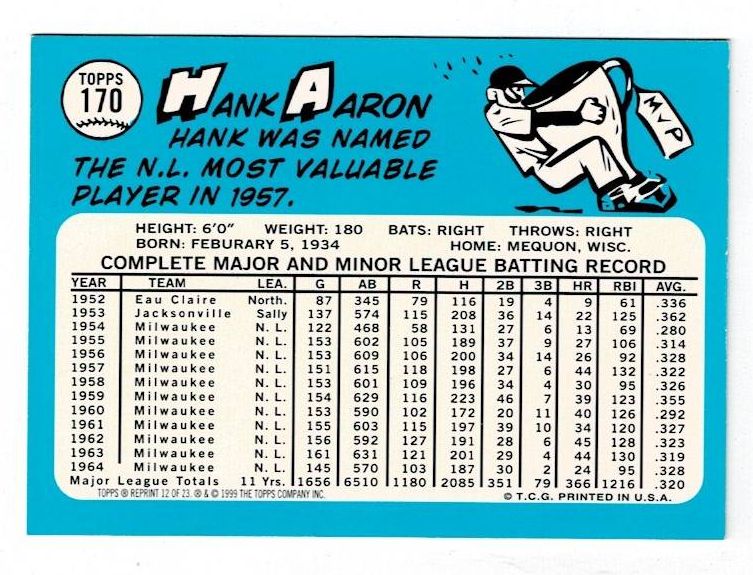 TOPPS
170
HANK AARON
HANK WAS NAMED
THE N.L. MOST VALUABLE
PLAYER IN 1957.
MVP
HEIGHT: 6'0" WEIGHT: 180 BATS: RIGHT THROWS: RIGHT
BORN: FEBURARY 5, 1934 HOME: MEQUON, WISC.
COMPLETE MAJOR AND MINOR LEAGUE BATTING RECORD
YEAR TEAM LEA. G AB R H 2B 3B HR RBI AVG.
1952 Eau Claire North. 87 345 79 116 19 4 9 61 .336
1953 Jacksonville Sally 137 574 115 208 36 14 22 125 .362
1954 Milwaukee N. L. 122 468 58 131 27 6 13 69 .280
1955 Milwaukee N. L. 153 602 105 189 37 9 27 106 .314
1956 Milwaukee N. L. 153 609 106 200 34 14 26 92 .328
1957 Milwaukee N. L. 151 615 118 198 27 6 44 132 .322
1958 Milwaukee N. L. 153 601 109 196 34 4 30 95 .326
1959 Milwaukee N. L. 154 629 116 223 46 7 39 123 .355
1960 Milwaukee N. L. 153 590 102 172 20 11 40 126 .292
1961 Milwaukee N. L. 155 603 115 197 39 10 34 120 .327
1962 Milwaukee N. L. 156 592 127 191 28 6 45 128 .323
1963 Milwaukee N. L. 161 631 121 201 29 4 44 130 .319
1964 Milwaukee N. L. 145 570 103 187 30 2 24 95 .328
Major League Totals 11 Yrs. 1656 6510 1180 2085 351 79 366 1216 .320
TOPPS ® REPRINT 12 OF 23. ® & © 1999 THE TOPPS COMPANY INC.
© T.C.G. PRINTED IN U.S.A.